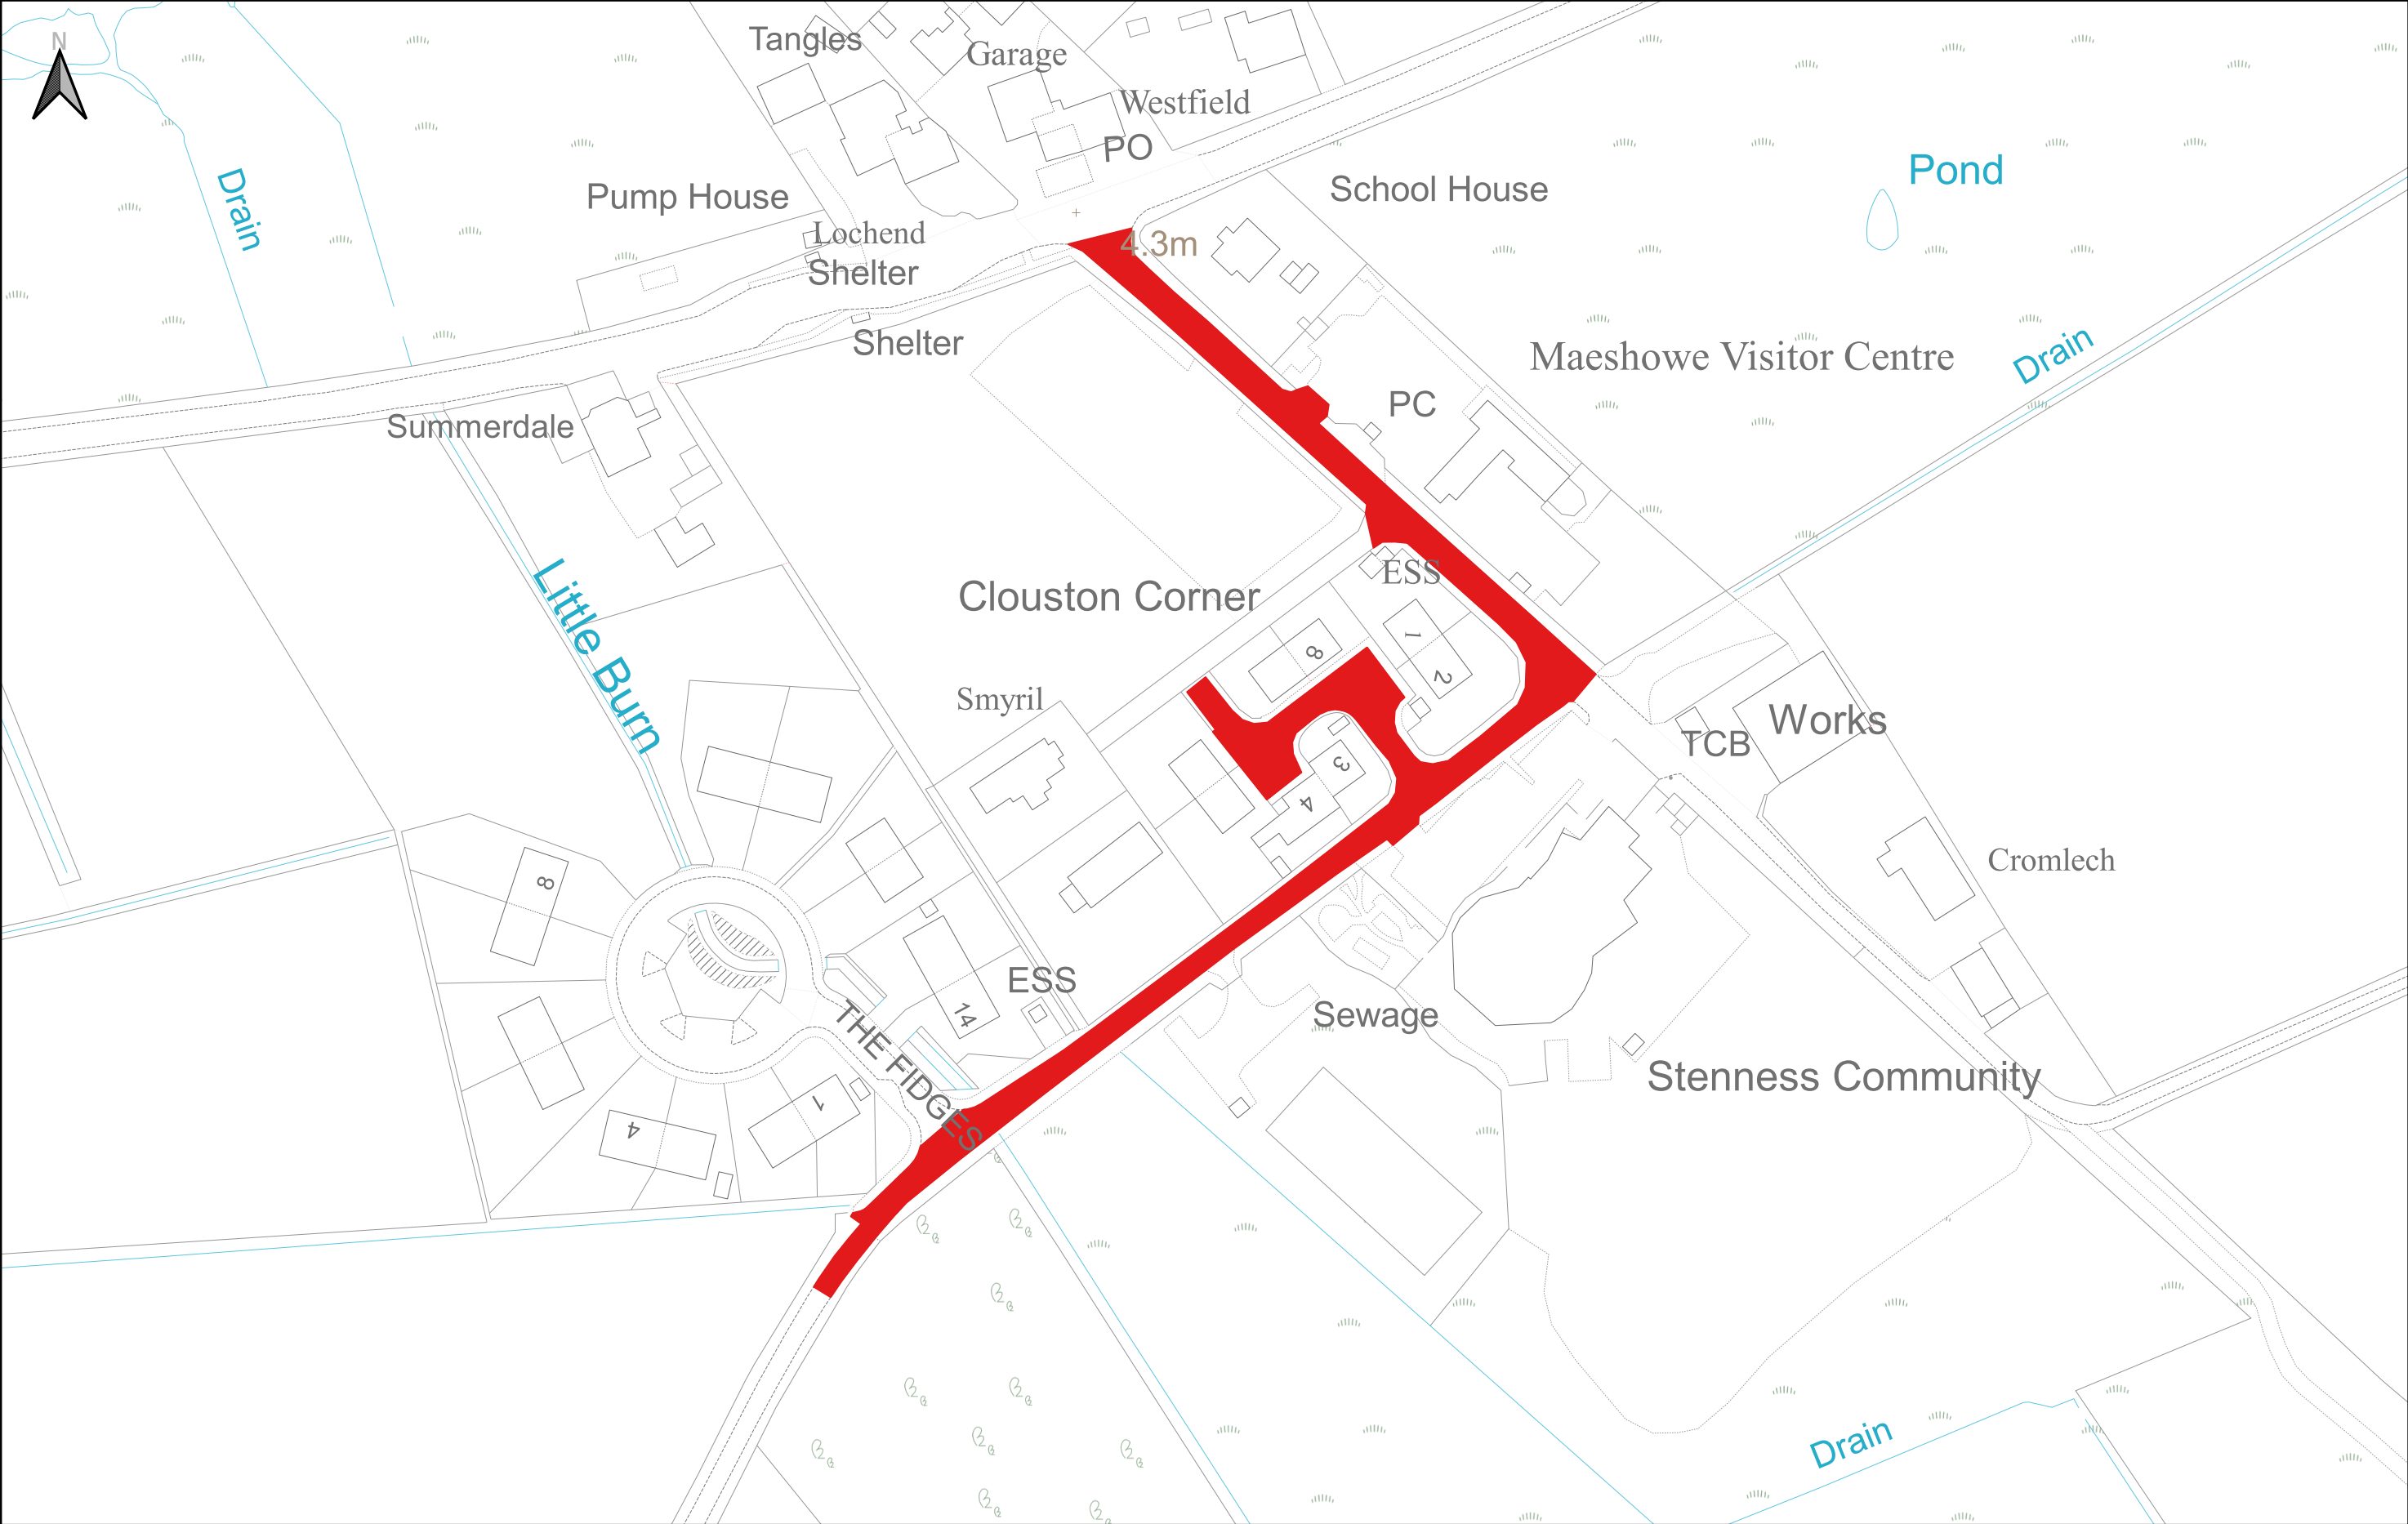 N
Tangles
Garage
Westfield
PO
Pump House
School House
Pond
Drain
Lochend
4.3m
Shelter
Shelter
Maeshowe Visitor Centre
Drain
PC
Summerdale
ESS
Clouston Corner
Little Burn
1
8
2
Smyril
Works
TCB
3
4
Cromlech
8
ESS
14
Sewage
THE FIDGES
Stenness Community
1
4
Drain